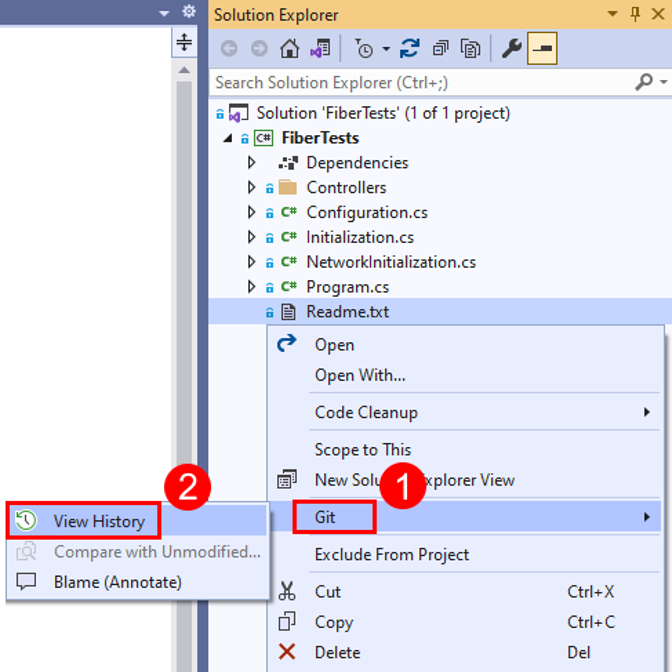 Solution Explorer
Search Solution Explorer (Ctrl+;)
Solution 'FiberTests' (1 of 1 project)
C# FiberTests
Dependencies
Controllers
C# Configuration.cs
C# Initialization.cs
C# NetworkInitialization.cs
C# Program.cs
Readme.txt
Open
Open With...
Code Cleanup
Scope to This
New Solu Explorer View
1
Git
Exclude From Project
Cut Ctrl+X
Copy Ctrl+C
Delete Del
2
View History
Compare with Unmodified...
Blame (Annotate)